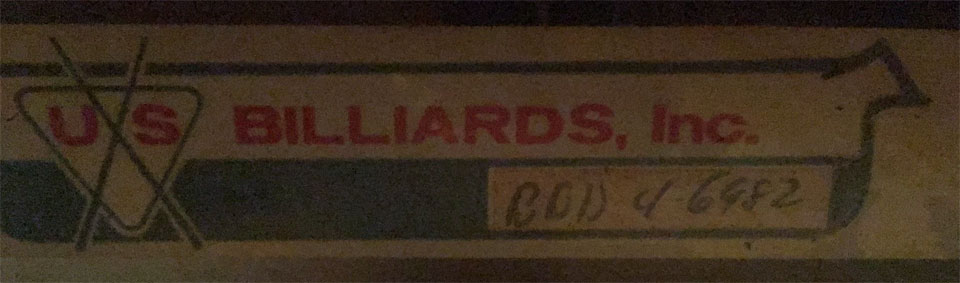 US BILLIARDS, Inc.
BDD 4-6982